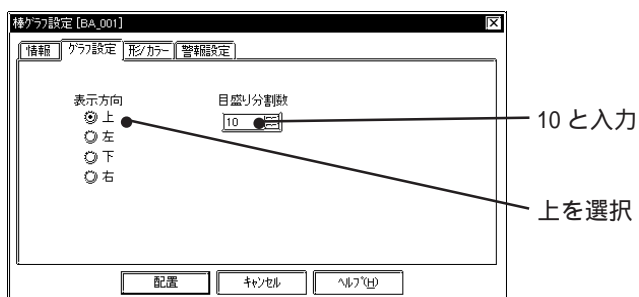 棒グラフ設定 [BA_001]
情報 グラフ設定 形/カラー 警報設定
表示方向 目盛り分割数
上 10
左
下
右
10 と入力
上を選択
配置 キャンセル ヘルプ(H)